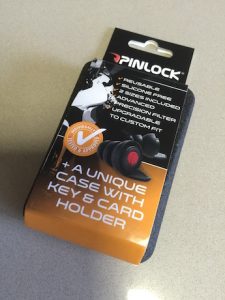 PINLOCK®
REUSABLE
SILICONE FREE
2 SIZES INCLUDED
ADVANCED
PRECISION FILTER
UPGRADABLE
TO CUSTOM FIT
+ A UNIQUE
CASE WITH
KEY & CARD
HOLDER